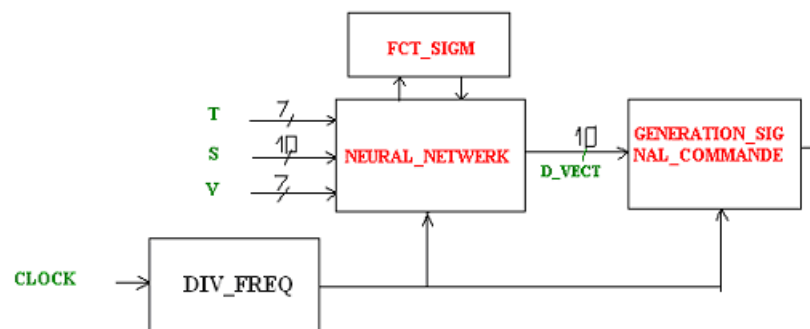 FCT_SIGM
T
7
S
10
V
7
NEURAL_NETWERK
10
D_VECT
GENERATION_SIG
NAL_COMMANDE
CLOCK
DIV_FREQ